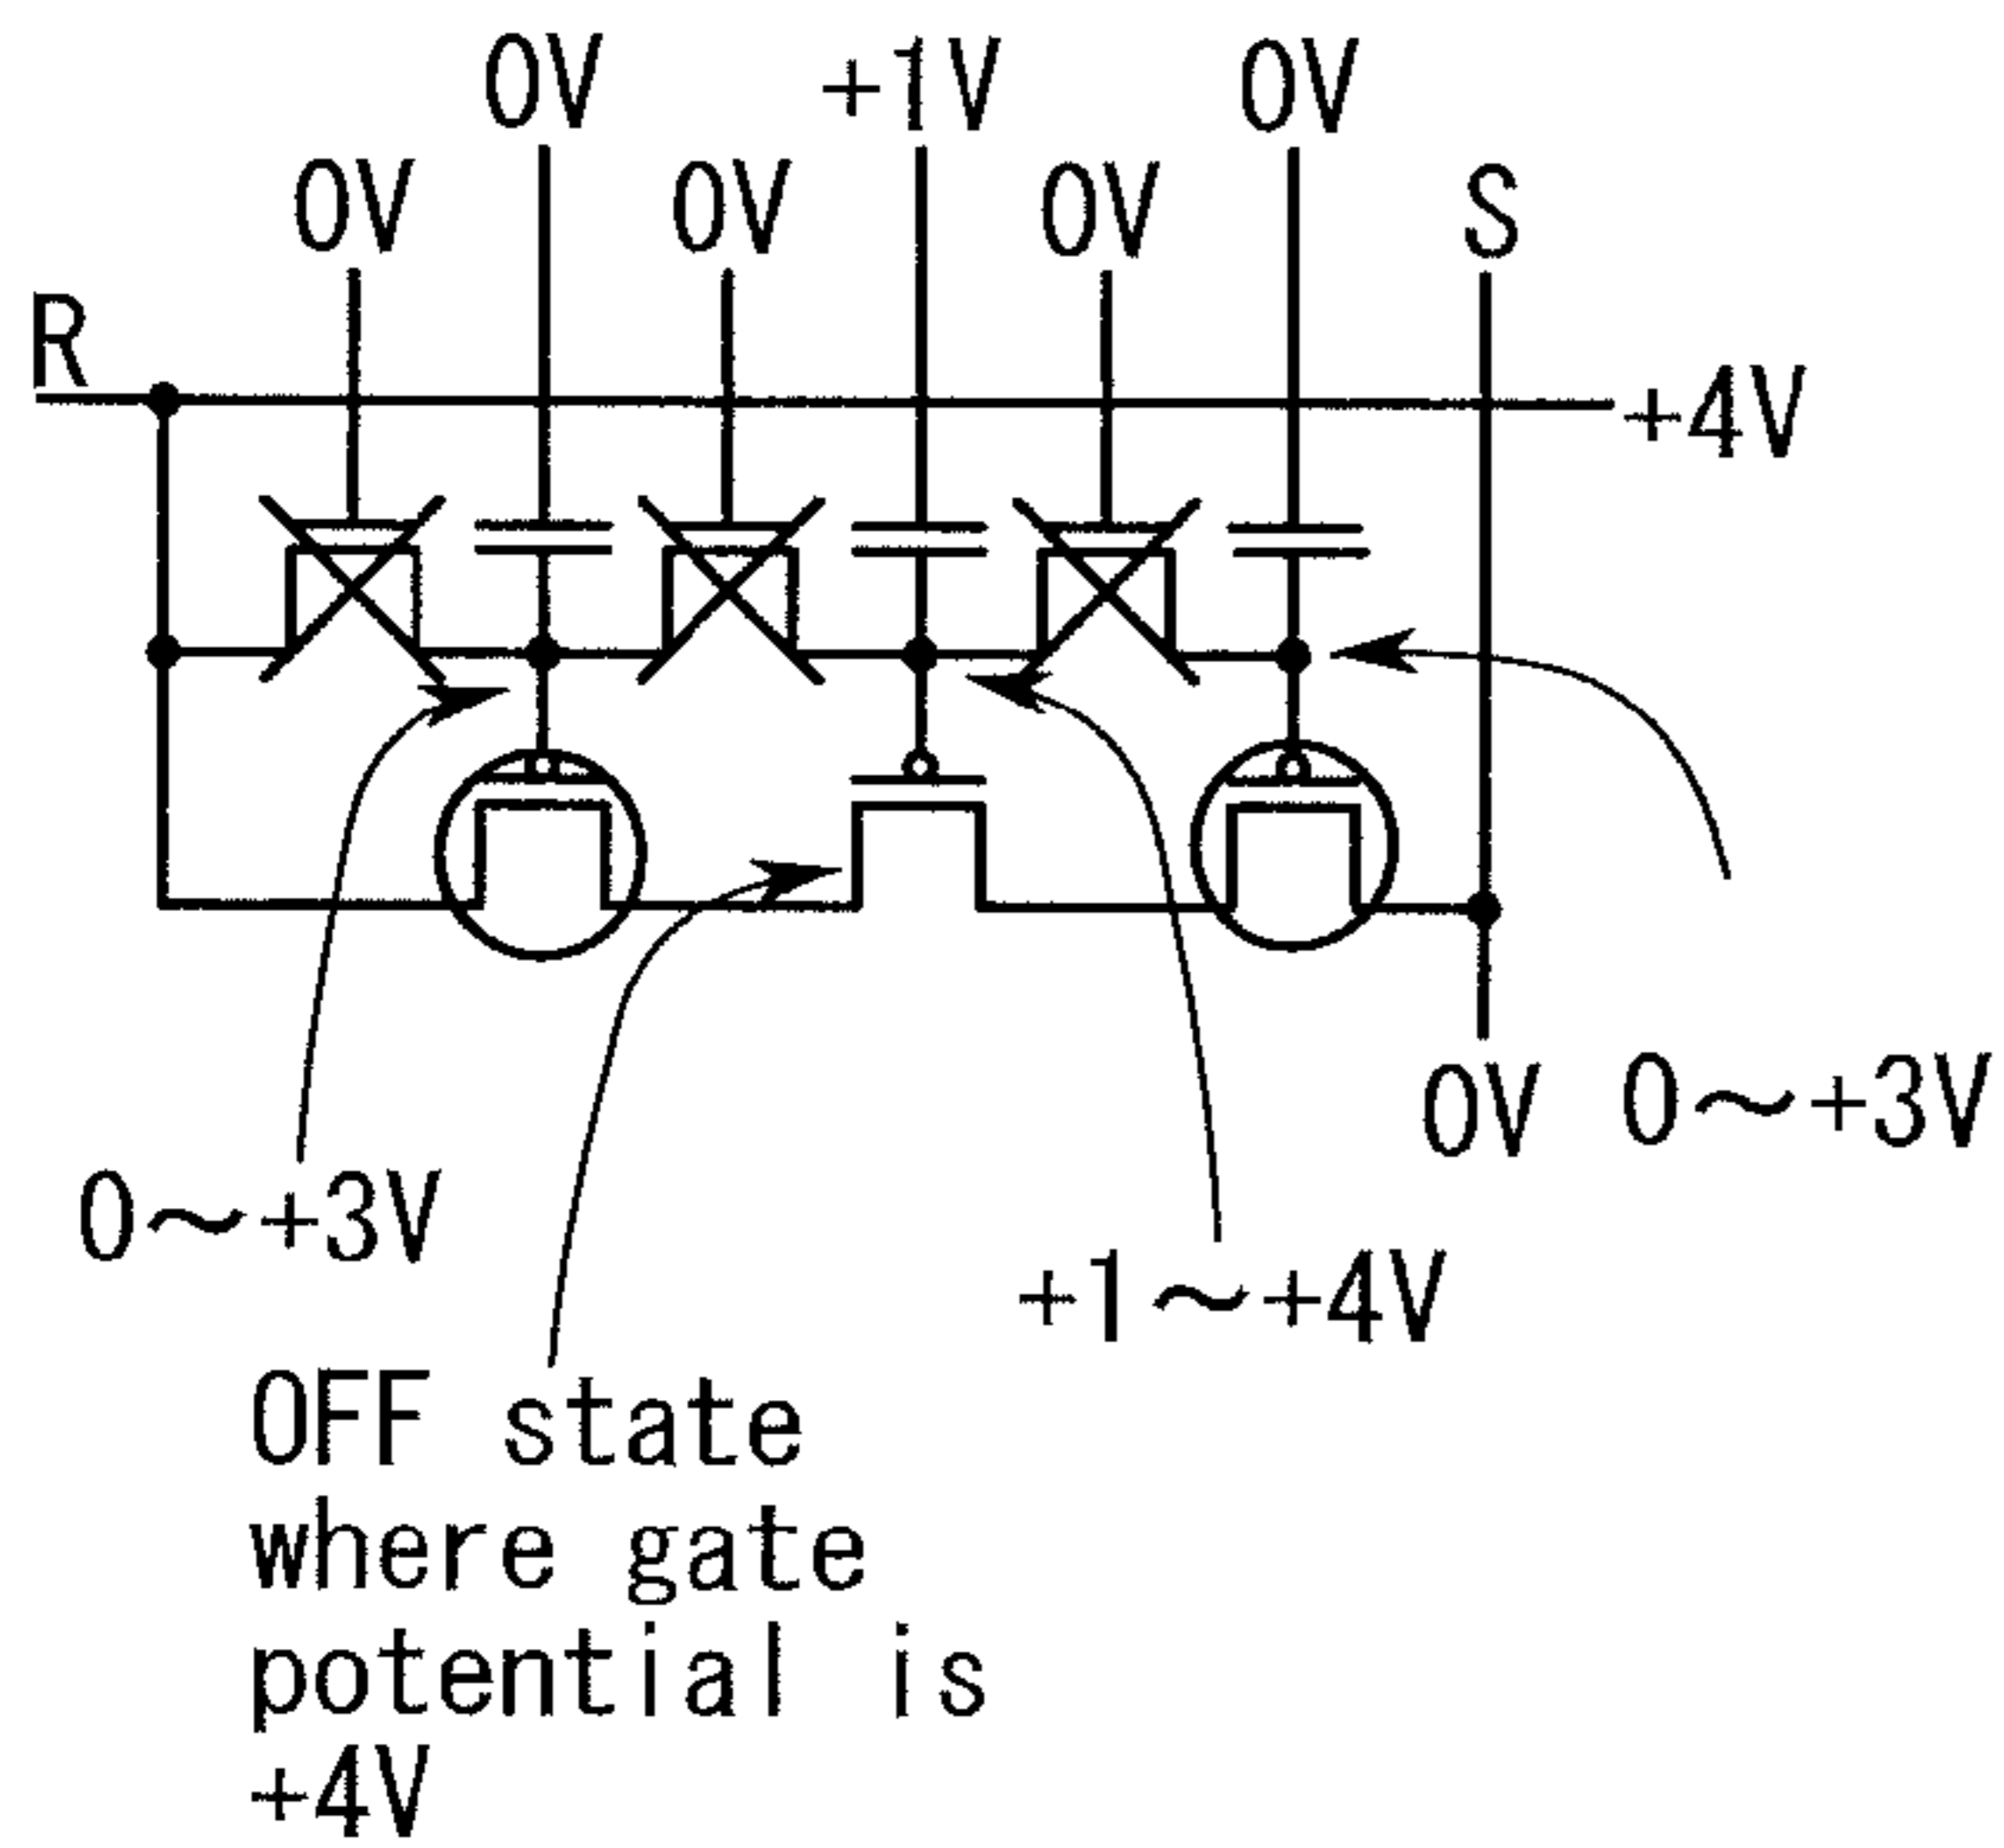 0V
+1V
0V
0V
0V
0V
S
R
+4V
0V
0~+3V
0~+3V
+1~+4V
OFF state
where gate
potential is
+4V